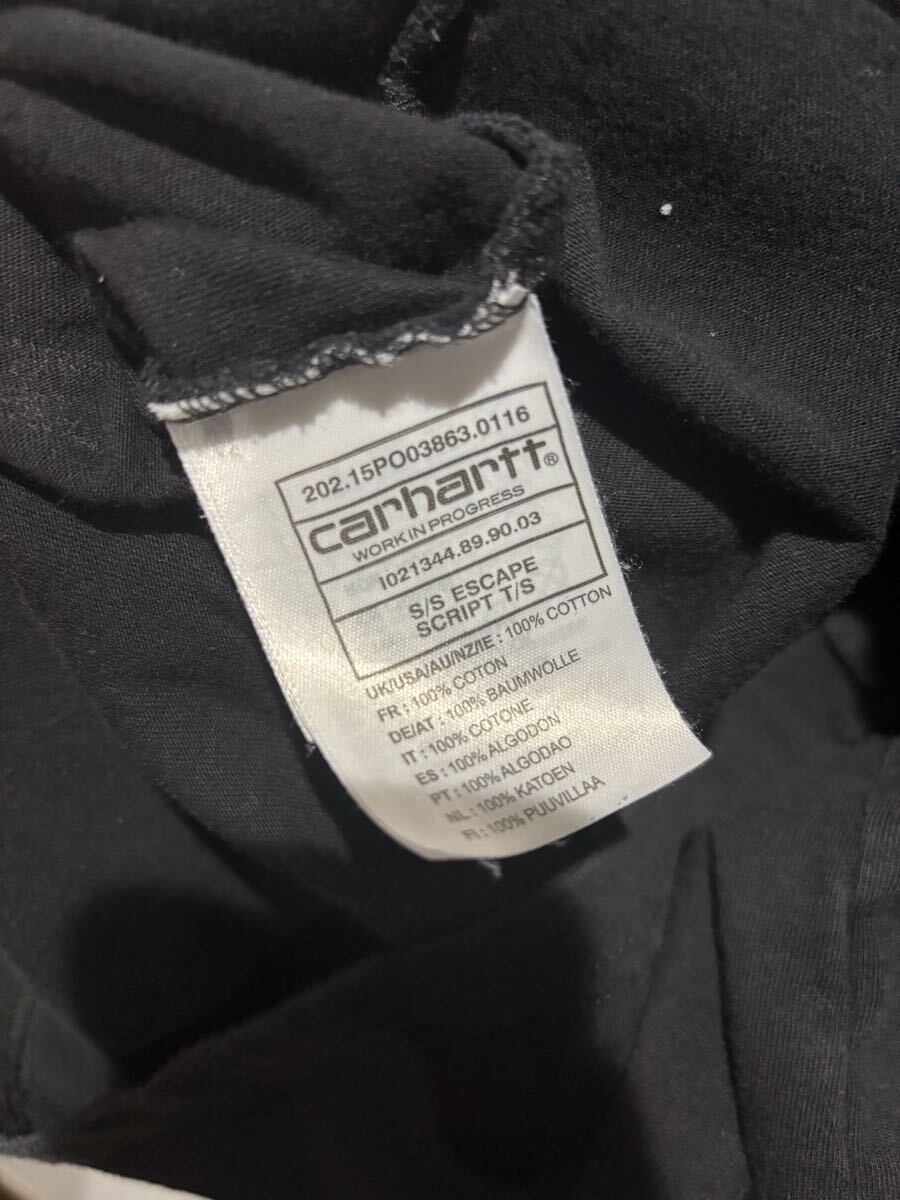 202.15PO03863.0116
carhartt®
WORK IN PROGRESS
I021344.89.90.03
S/S ESCAPE
SCRIPT T/S
UK/USA/AU/NZ/IE : 100% COTTON
FR : 100% COTON
DE/AT : 100% BAUMWOLLE
IT : 100% COTONE
ES : 100% ALGODON
PT : 100% ALGODAO
NL : 100% KATOEN
FI : 100% PUUVILLAA